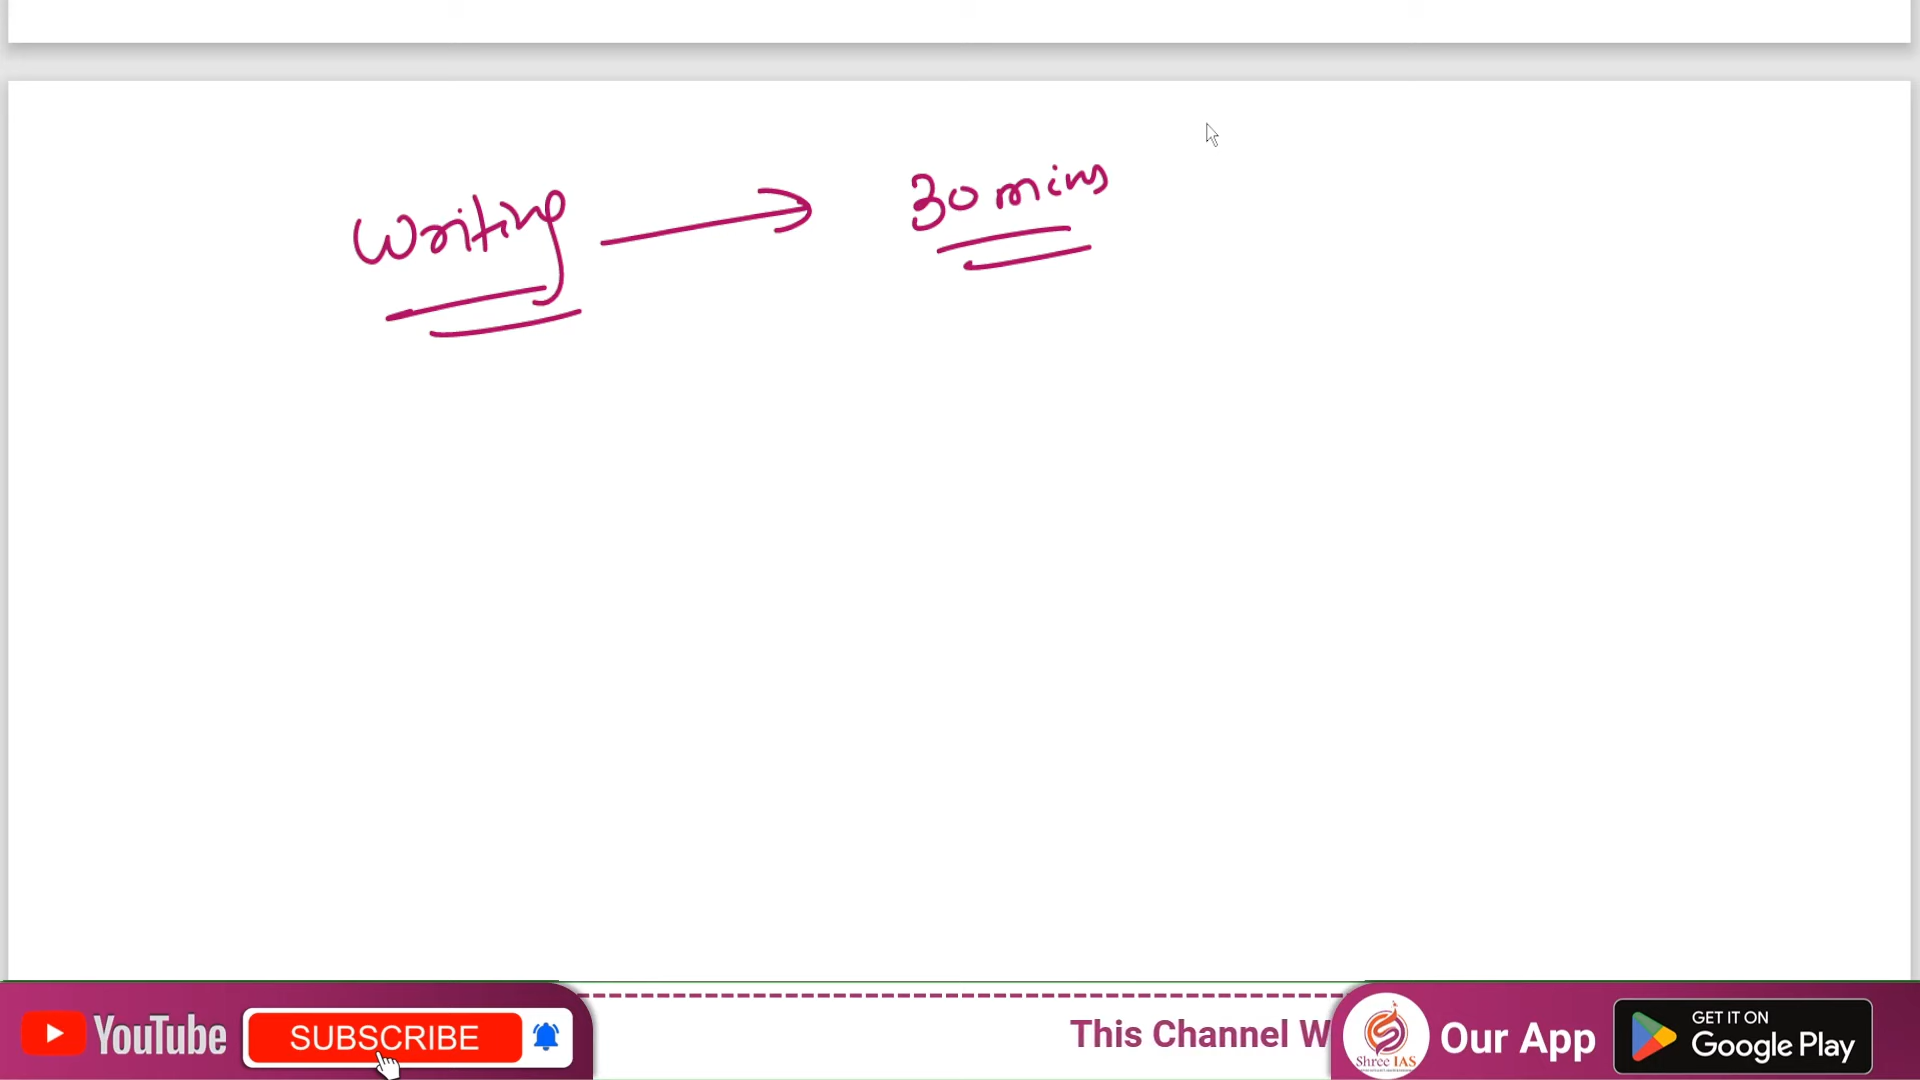 Writing → 30 mins
YouTube SUBSCRIBE This Channel W Shree IAS Our App GET IT ON Google Play